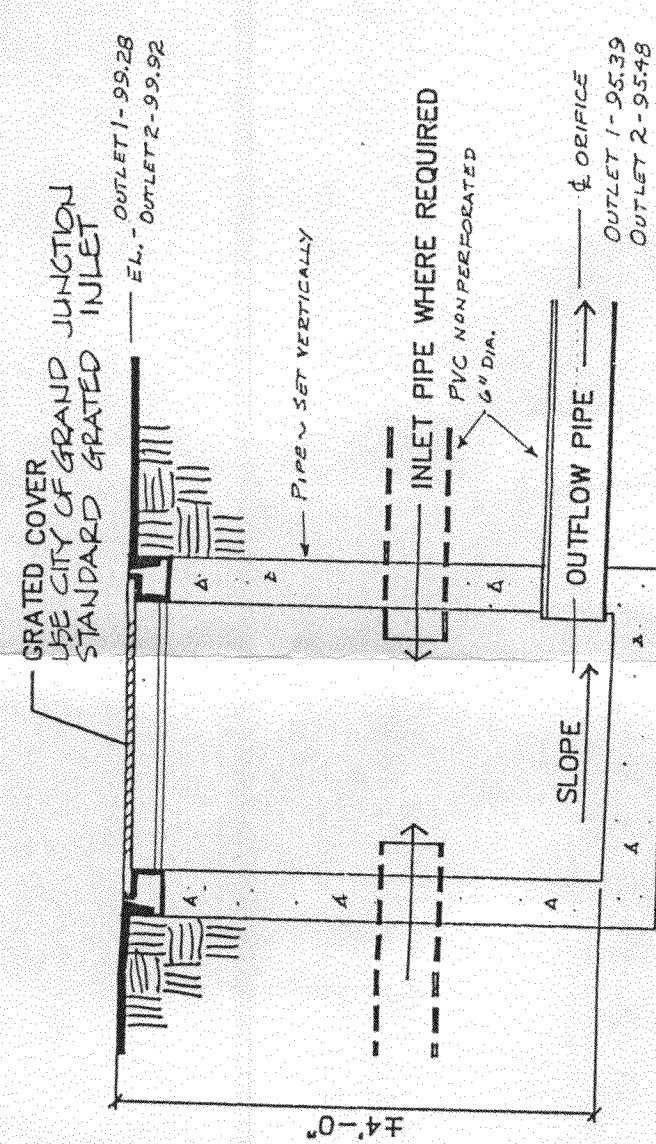 GRATED COVER
USE CITY OF GRAND JUNCTION
STANDARD GRATED INLET
EL. - OUTLET 1 - 99.28
OUTLET 2 - 99.92
PIPE ~ SET VERTICALLY
INLET PIPE WHERE REQUIRED
PVC NONPERFORATED
6" DIA.
SLOPE
OUTFLOW PIPE
℄ ORIFICE
OUTLET 1 - 95.39
OUTLET 2 - 95.48
±4'-0"